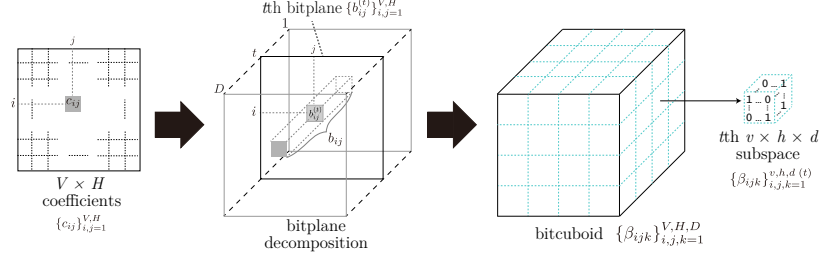 j
i
c_{ij}
V × H
coefficients
{c_{ij}}_{i,j=1}^{V,H}
tth bitplane {b_{ij}^{(t)}}_{i,j=1}^{V,H}
1
t
D
j
i
b_{ij}^{(t)}
b_{ij}
bitplane
decomposition
bitcuboid {β_{ijk}}_{i,j,k=1}^{V,H,D}
0 … 1
1 … 0
1
0 … 1
tth v × h × d
subspace
{β_{ijk}}_{i,j,k=1}^{v,h,d (t)}